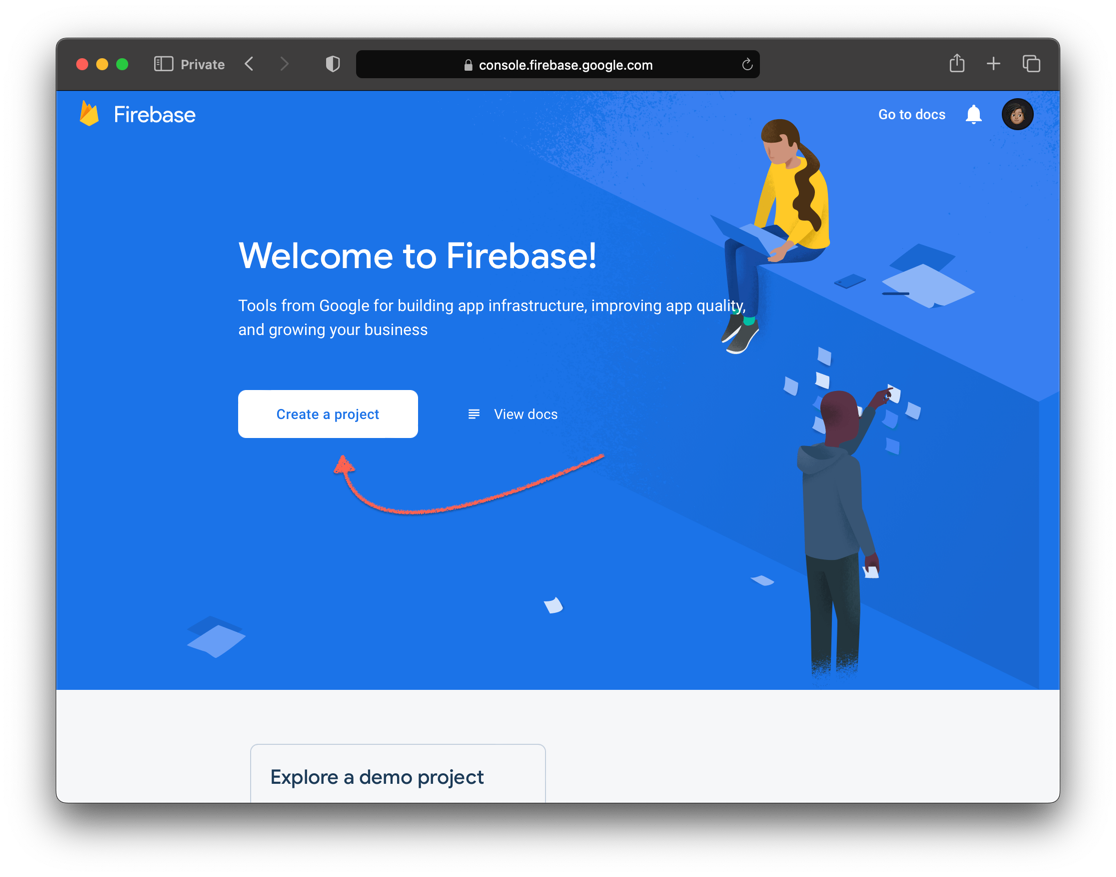 Private
console.firebase.google.com
Firebase
Go to docs
Welcome to Firebase!
Tools from Google for building app infrastructure, improving app quality,
and growing your business
Create a project
View docs
Explore a demo project